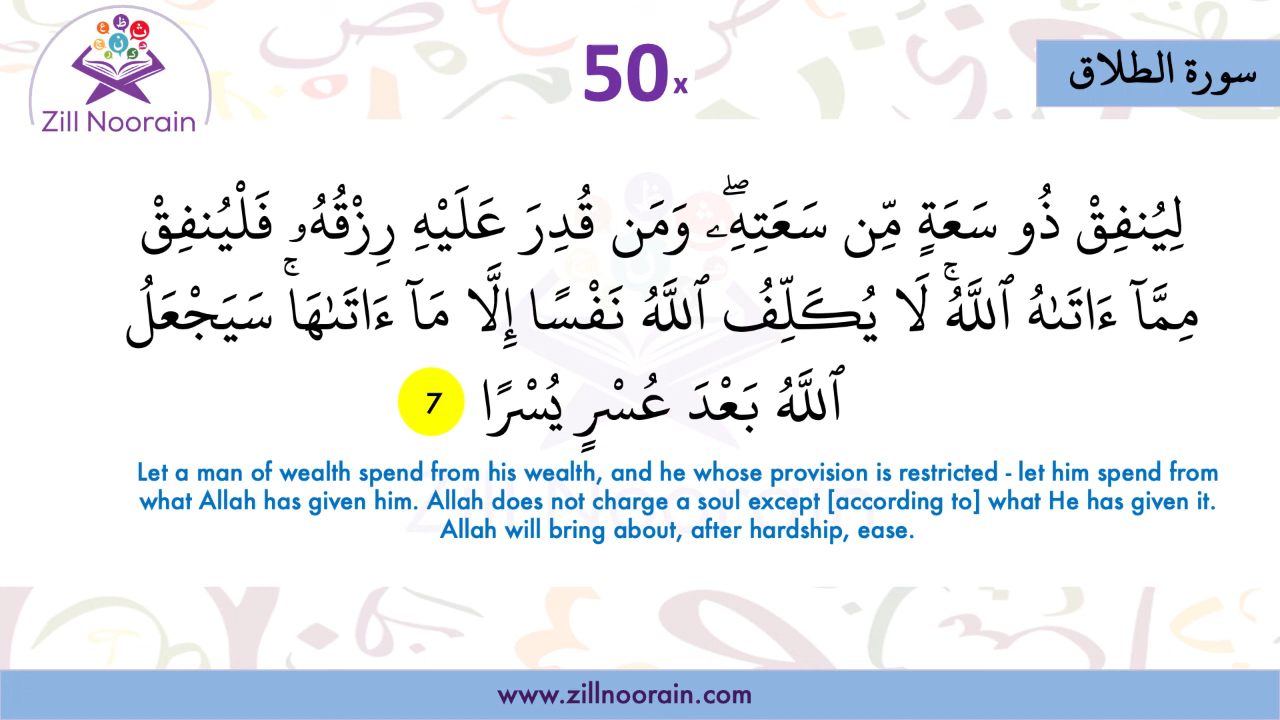 Zill Noorain
50x
سورة الطلاق
لِيُنفِقْ ذُو سَعَةٍ مِّن سَعَتِهِۦۖ وَمَن قُدِرَ عَلَيْهِ رِزْقُهُۥ فَلْيُنفِقْ
مِمَّآ ءَاتَىٰهُ ٱللَّهُۚ لَا يُكَلِّفُ ٱللَّهُ نَفْسًا إِلَّا مَآ ءَاتَىٰهَاۚ سَيَجْعَلُ
ٱللَّهُ بَعْدَ عُسْرٍ يُسْرًا 7
Let a man of wealth spend from his wealth, and he whose provision is restricted - let him spend from
what Allah has given him. Allah does not charge a soul except [according to] what He has given it.
Allah will bring about, after hardship, ease.
www.zillnoorain.com